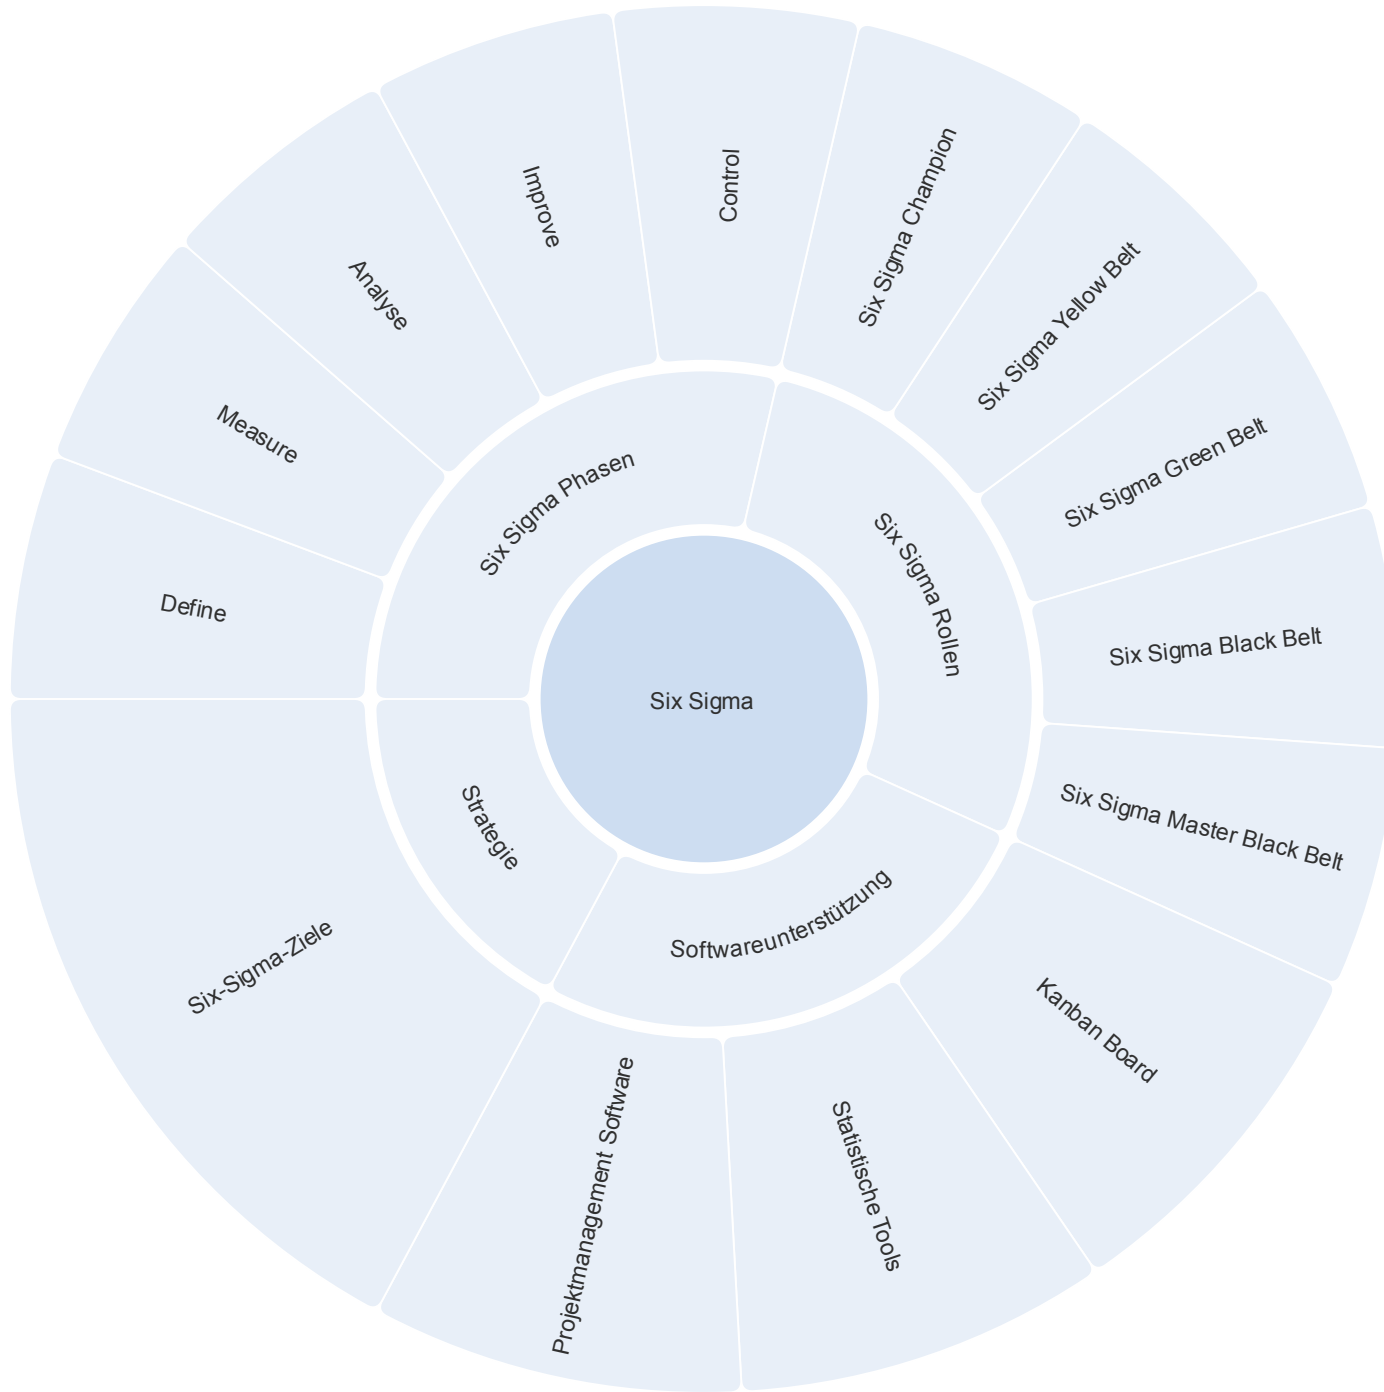 Six Sigma
Six Sigma Phasen
Define
Measure
Analyse
Improve
Control
Six Sigma Rollen
Six Sigma Champion
Six Sigma Yellow Belt
Six Sigma Green Belt
Six Sigma Black Belt
Six Sigma Master Black Belt
Softwareunterstützung
Kanban Board
Statistische Tools
Projektmanagement Software
Strategie
Six-Sigma-Ziele